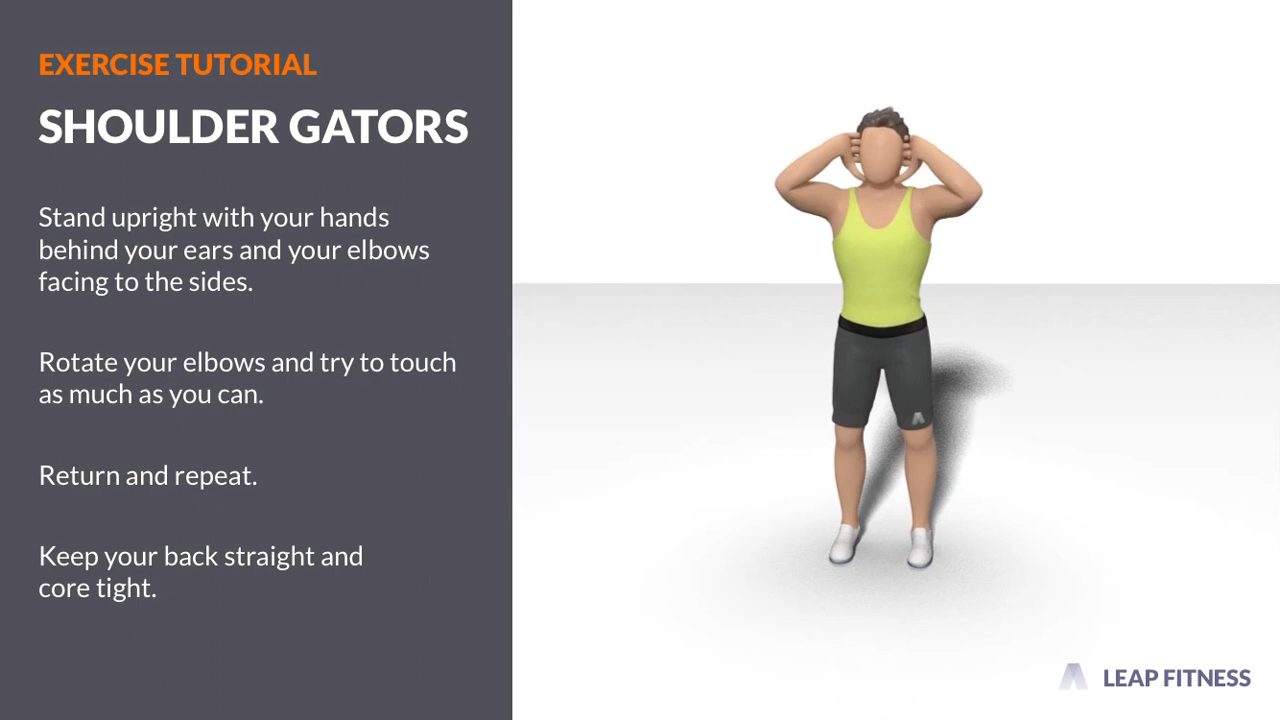 EXERCISE TUTORIAL
SHOULDER GATORS
Stand upright with your hands
behind your ears and your elbows
facing to the sides.
Rotate your elbows and try to touch
as much as you can.
Return and repeat.
Keep your back straight and
core tight.
LEAP FITNESS